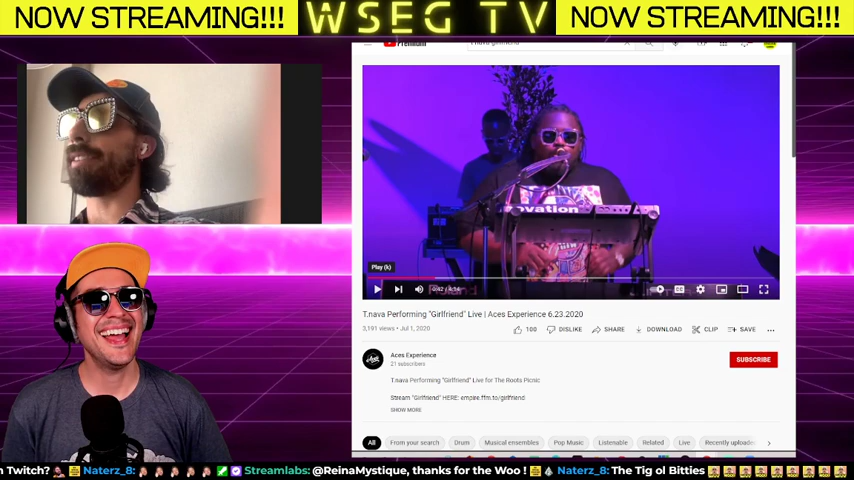 NOW STREAMING!!! WSEG TV NOW STREAMING!!!
Premium
ovation
Play (k)
Roland
T.nava Performing "Girlfriend" Live | Aces Experience 6.23.2020
3,191 views • Jul 1, 2020
100 DISLIKE SHARE DOWNLOAD CLIP SAVE ...
Aces Experience
21 subscribers
SUBSCRIBE
T.nava Performing "Girlfriend" Live for The Roots Picnic
Stream "Girlfriend" HERE: empire.ffm.to/girlfriend
SHOW MORE
All From your search Drum Musical ensembles Pop Music Listenable Related Live Recently uploade
n Twitch? Naterz_8: Streamlabs: @ReinaMystique, thanks for the Woo ! Naterz_8: The Tig ol Bitties